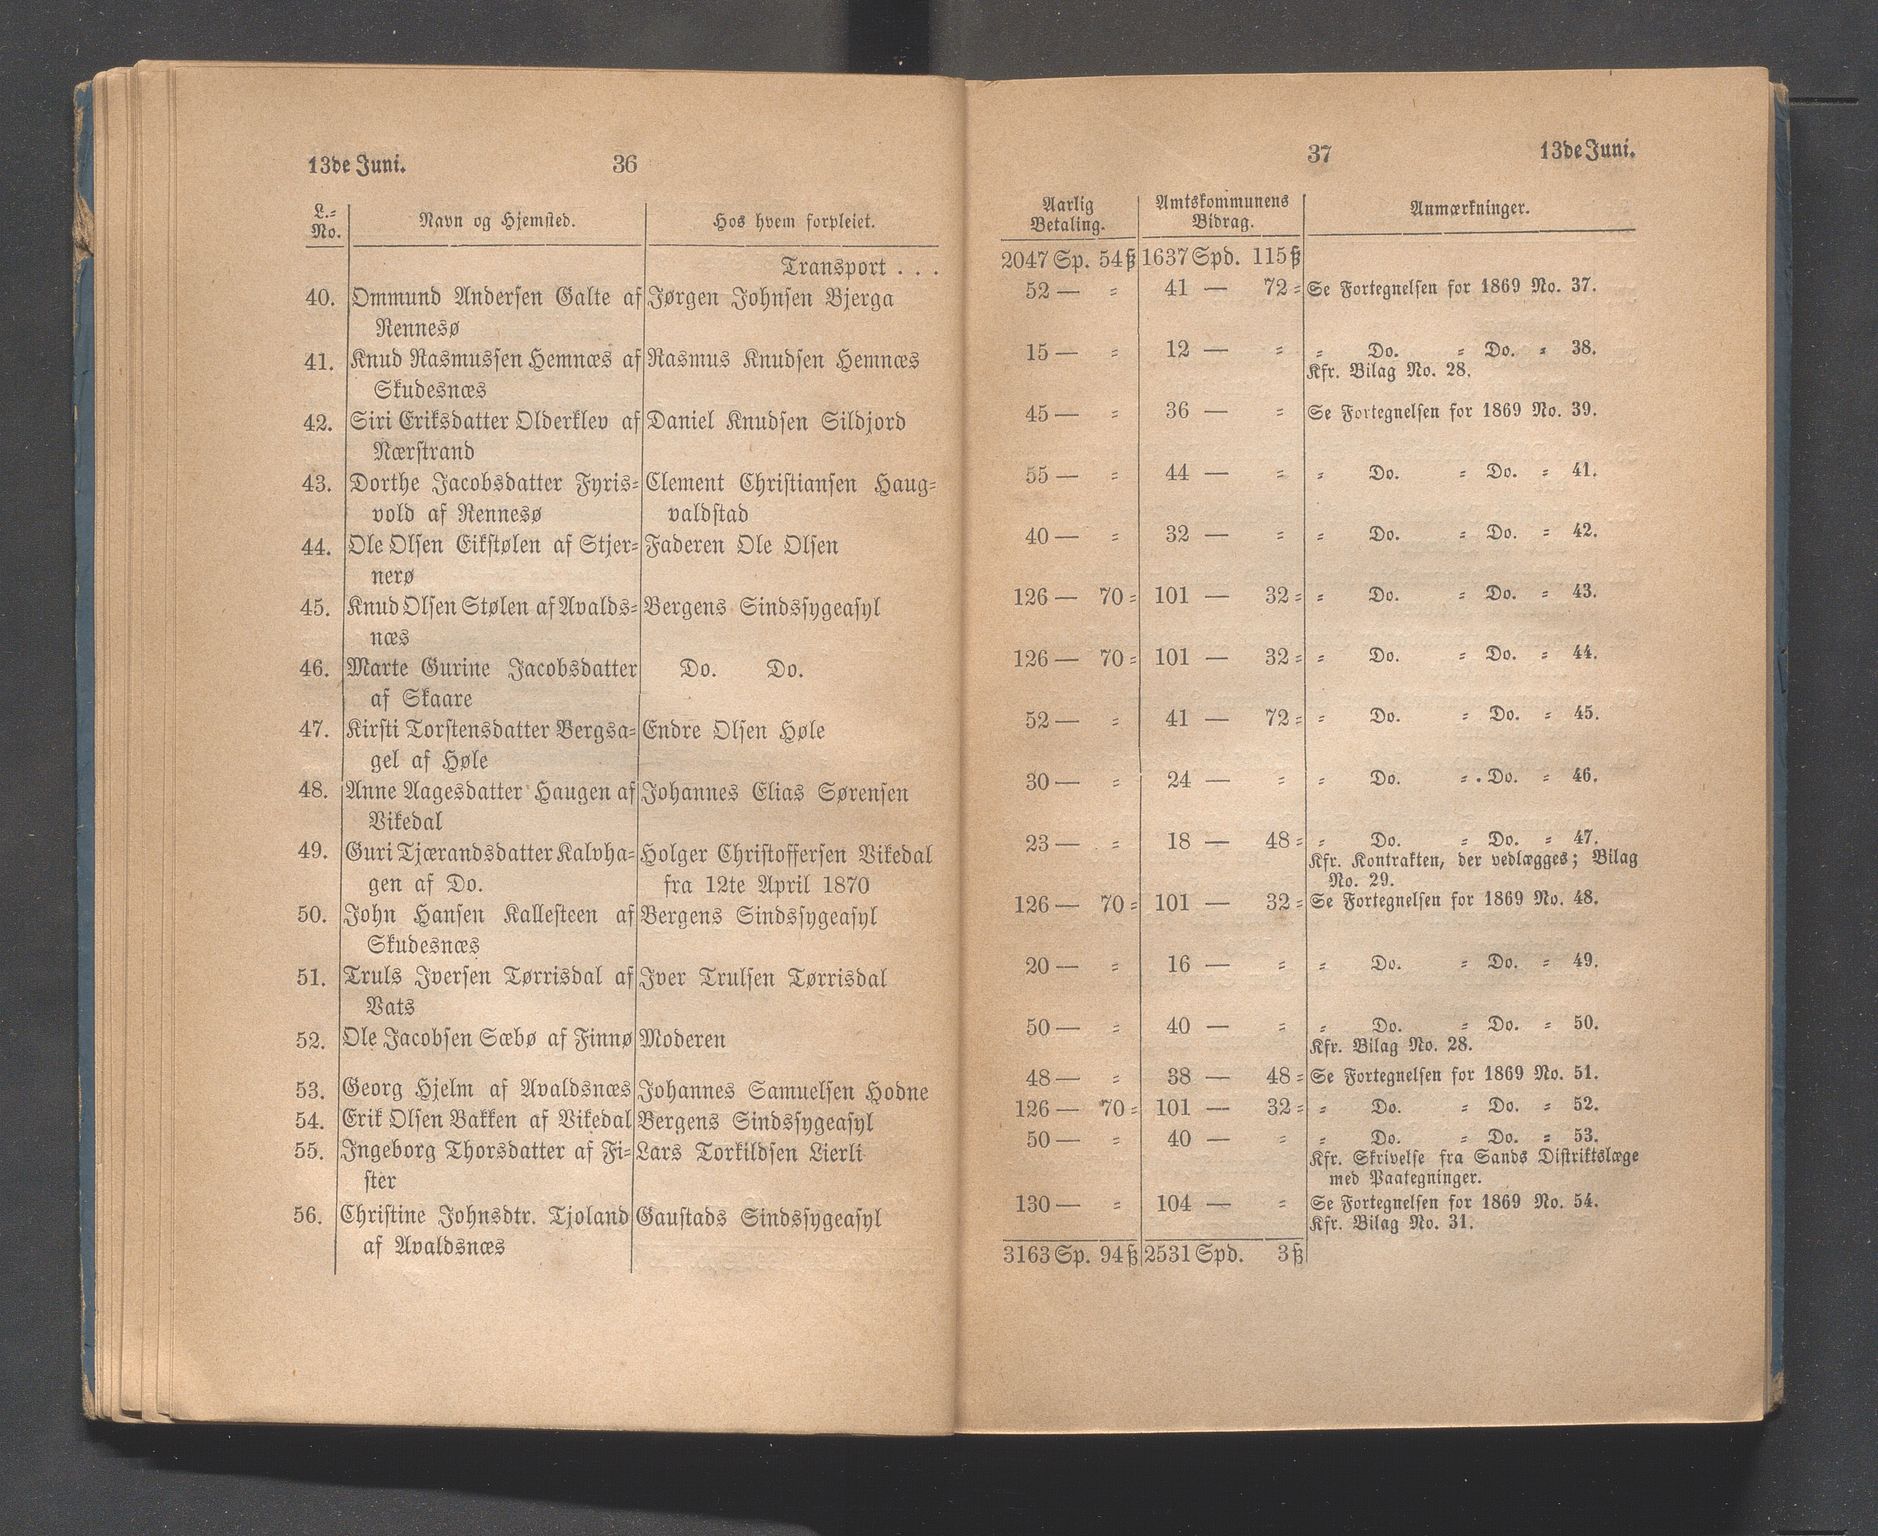 13de Juni.
36
L.=
No.
Navn og Hjemsted.
Hos hvem forpleiet.
Transport . . .
40. Ommund Andersen Galte af Jørgen Johnsen Bjerga
Rennesø
41. Knud Rasmussen Hemnæs af Rasmus Knudsen Hemnæs
Skudesnæs
42. Siri Eriksdatter Olderklev af Daniel Knudsen Sildjord
Nærstrand
43. Dorthe Jacobsdatter Fyris= Clement Christiansen Haug=
vold af Rennesø valdstad
44. Ole Olsen Eikstølen af Stjer= Faderen Ole Olsen
nerø
45. Knud Olsen Stølen af Avalds= Bergens Sindssygeasyl
næs
46. Marte Gurine Jacobsdatter Do. Do.
af Skaare
47. Kirsti Torstensdatter Bergsa= Endre Olsen Høle
gel af Høle
48. Anne Aagesdatter Haugen af Johannes Elias Sørensen
Vikedal
49. Guri Tjærandsdatter Kalvha= Holger Christoffersen Vikedal
gen af Do. fra 12te April 1870
50. John Hansen Kallesteen af Bergens Sindssygeasyl
Skudesnæs
51. Truls Iversen Tørrisdal af Iver Trulsen Tørrisdal
Vats
52. Ole Jacobsen Sæbø af Finnø Moderen
53. Georg Hjelm af Avaldsnæs Johannes Samuelsen Hodne
54. Erik Olsen Bakken af Vikedal Bergens Sindssygeasyl
55. Ingeborg Thorsdatter af Fi= Lars Torkildsen Lierli
ster
56. Christine Johnsdtr. Tjoland Gaustads Sindssygeasyl
af Avaldsnæs
37
13de Juni.
Aarlig
Betaling.
Amtskommunens
Bidrag.
Anmærkninger.
2047 Sp. 54 ß 1637 Spd. 115 ß
52 — = 41 — 72 = Se Fortegnelsen for 1869 No. 37.
15 — = 12 — = = Do. = Do. = 38.
Kfr. Bilag No. 28.
45 — = 36 — = Se Fortegnelsen for 1869 No. 39.
55 — = 44 — = = Do. = Do. = 41.
40 — = 32 — = = Do. = Do. = 42.
126 — 70 = 101 — 32 = = Do. = Do. = 43.
126 — 70 = 101 — 32 = = Do. = Do. = 44.
52 — = 41 — 72 = = Do. = Do. = 45.
30 — = 24 — = = Do. = . Do. = 46.
23 — = 18 — 48 = = Do. = Do. = 47.
Kfr. Kontrakten, der vedlægges; Bilag
No. 29.
126 — 70 = 101 — 32 = Se Fortegnelsen for 1869 No. 48.
20 — = 16 — = = Do. = Do. = 49.
50 — = 40 — = = Do. = Do. = 50.
Kfr. Bilag No. 28.
48 — = 38 — 48 = Se Fortegnelsen for 1869 No. 51.
126 — 70 = 101 — 32 = = Do. = Do. = 52.
50 — = 40 — = = Do. = Do. = 53.
Kfr. Skrivelse fra Sands Distriktslæge
med Paategninger.
130 — = 104 — = Se Fortegnelsen for 1869 No. 54.
Kfr. Bilag No. 31.
3163 Sp. 94 ß 2531 Spd. 3 ß